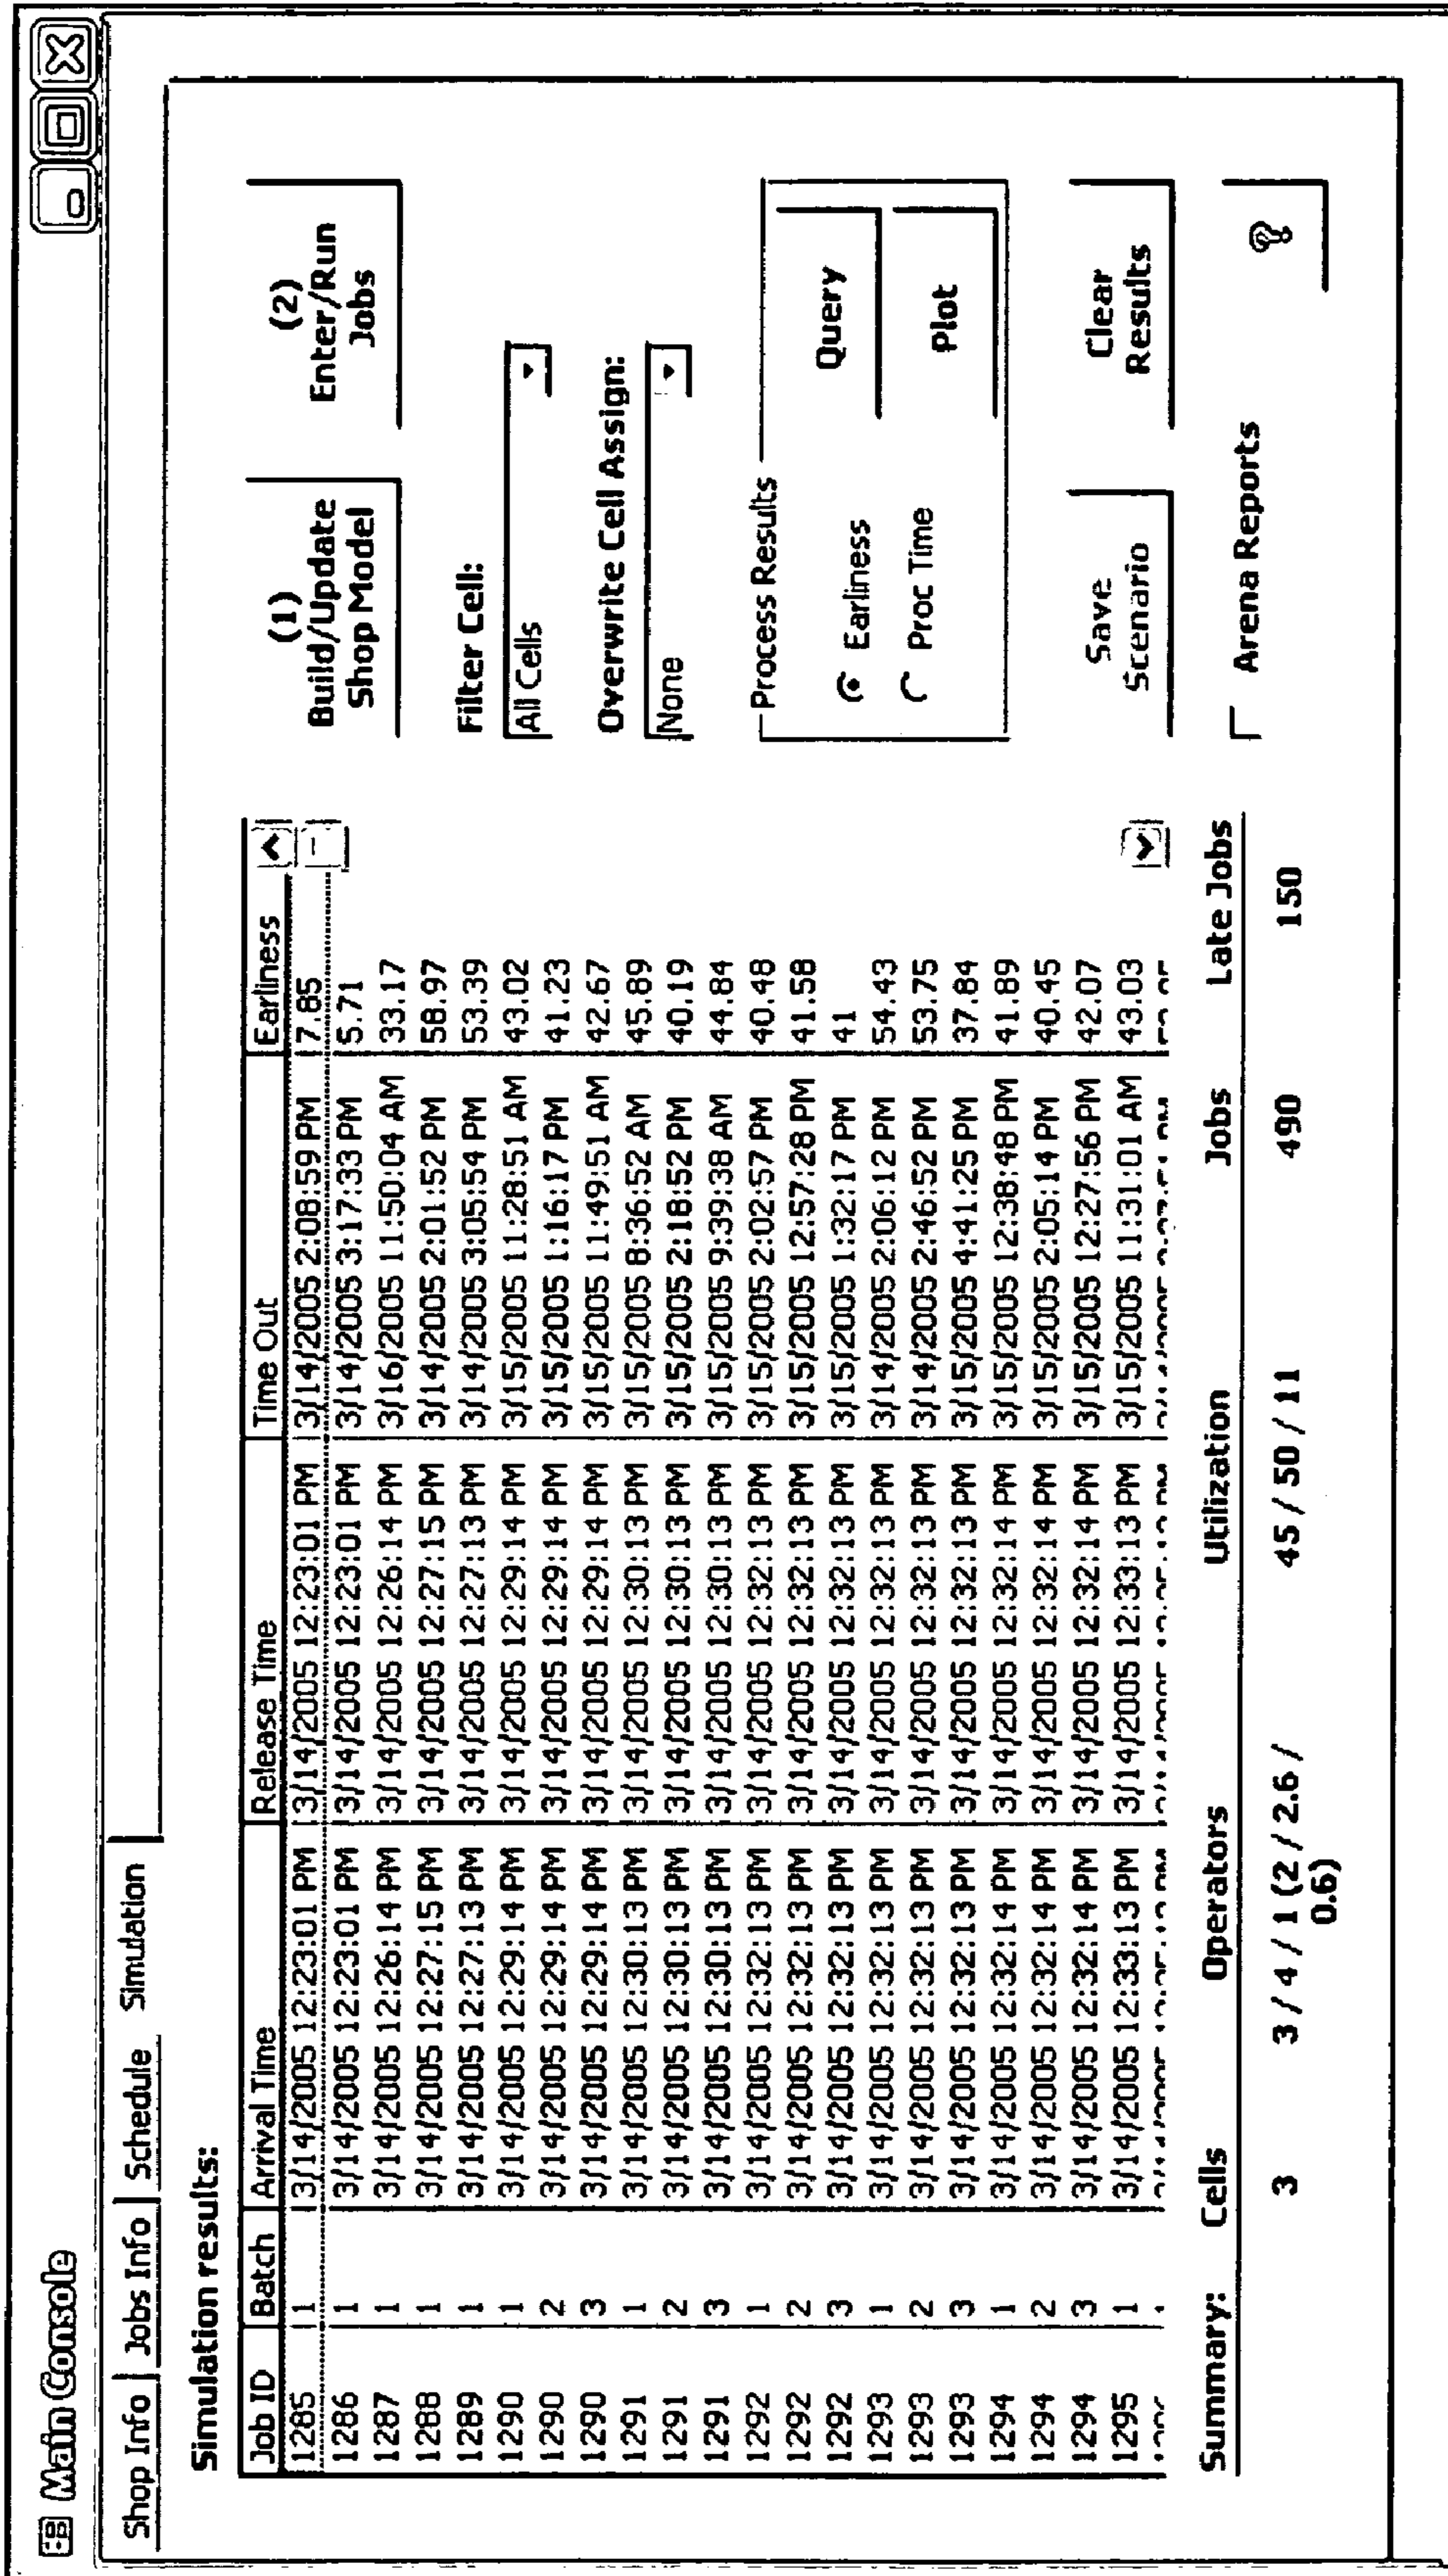 Main Console
Shop Info Jobs Info Schedule Simulation
Simulation results:
Job ID Batch Arrival Time Release Time Time Out Earliness
1285 1 3/14/2005 12:23:01 PM 3/14/2005 12:23:01 PM 3/14/2005 2:08:59 PM 7.85
1286 1 3/14/2005 12:23:01 PM 3/14/2005 12:23:01 PM 3/14/2005 3:17:33 PM 5.71
1287 1 3/14/2005 12:26:14 PM 3/14/2005 12:26:14 PM 3/16/2005 11:50:04 AM 33.17
1288 1 3/14/2005 12:27:15 PM 3/14/2005 12:27:15 PM 3/14/2005 2:01:52 PM 58.97
1289 1 3/14/2005 12:27:13 PM 3/14/2005 12:27:13 PM 3/14/2005 3:05:54 PM 53.39
1290 1 3/14/2005 12:29:14 PM 3/14/2005 12:29:14 PM 3/15/2005 11:28:51 AM 43.02
1290 2 3/14/2005 12:29:14 PM 3/14/2005 12:29:14 PM 3/15/2005 1:16:17 PM 41.23
1290 3 3/14/2005 12:29:14 PM 3/14/2005 12:29:14 PM 3/15/2005 11:49:51 AM 42.67
1291 1 3/14/2005 12:30:13 PM 3/14/2005 12:30:13 PM 3/15/2005 8:36:52 AM 45.89
1291 2 3/14/2005 12:30:13 PM 3/14/2005 12:30:13 PM 3/15/2005 2:18:52 PM 40.19
1291 3 3/14/2005 12:30:13 PM 3/14/2005 12:30:13 PM 3/15/2005 9:39:38 AM 44.84
1292 1 3/14/2005 12:32:13 PM 3/14/2005 12:32:13 PM 3/15/2005 2:02:57 PM 40.48
1292 2 3/14/2005 12:32:13 PM 3/14/2005 12:32:13 PM 3/15/2005 12:57:28 PM 41.58
1292 3 3/14/2005 12:32:13 PM 3/14/2005 12:32:13 PM 3/15/2005 1:32:17 PM 41
1293 1 3/14/2005 12:32:13 PM 3/14/2005 12:32:13 PM 3/14/2005 2:06:12 PM 54.43
1293 2 3/14/2005 12:32:13 PM 3/14/2005 12:32:13 PM 3/14/2005 2:46:52 PM 53.75
1293 3 3/14/2005 12:32:13 PM 3/14/2005 12:32:13 PM 3/15/2005 4:41:25 PM 37.84
1294 1 3/14/2005 12:32:14 PM 3/14/2005 12:32:14 PM 3/15/2005 12:38:48 PM 41.89
1294 2 3/14/2005 12:32:14 PM 3/14/2005 12:32:14 PM 3/15/2005 2:05:14 PM 40.45
1294 3 3/14/2005 12:32:14 PM 3/14/2005 12:32:14 PM 3/15/2005 12:27:56 PM 42.07
1295 1 3/14/2005 12:33:13 PM 3/14/2005 12:33:13 PM 3/15/2005 11:31:01 AM 43.03
Summary: Cells Operators Utilization Jobs Late Jobs
3 3 / 4 / 1 (2 / 2.6 / 45 / 50 / 11 490 150
0.6)
(1)
Build/Update
Shop Model
(2)
Enter/Run
Jobs
Filter Cell:
All Cells
Overwrite Cell Assign:
None
Process Results
Earliness
Query
Proc Time
Plot
Save
Scenario
Clear
Results
Arena Reports
?